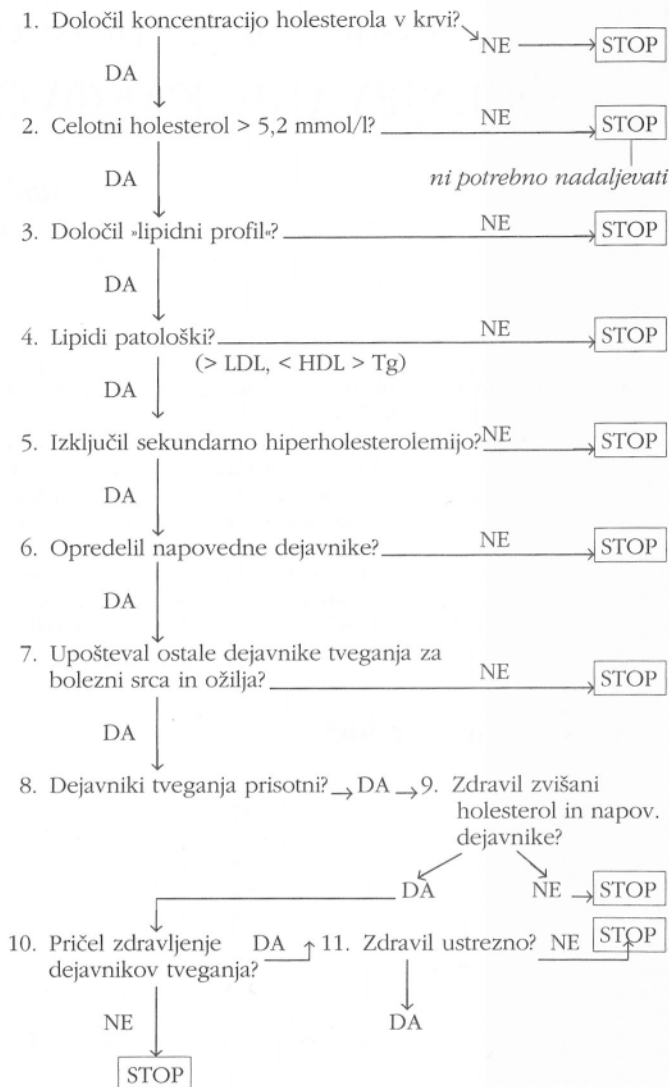 1. Določil koncentracijo holesterola v krvi? NE STOP
DA
2. Celotni holesterol > 5,2 mmol/l? NE STOP
DA
ni potrebno nadaljevati
3. Določil »lipidni profil«? NE STOP
DA
4. Lipidi patološki? NE STOP
(> LDL, < HDL > Tg)
DA
5. Izključil sekundarno hiperholesterolemijo? NE STOP
DA
6. Opredelil napovedne dejavnike? NE STOP
DA
7. Upošteval ostale dejavnike tveganja za
bolezni srca in ožilja? NE STOP
DA
8. Dejavniki tveganja prisotni? DA 9. Zdravil zvišani
holesterol in napov.
dejavnike?
DA NE STOP
10. Pričel zdravljenje DA 11. Zdravil ustrezno? NE STOP
dejavnikov tveganja?
NE DA
STOP